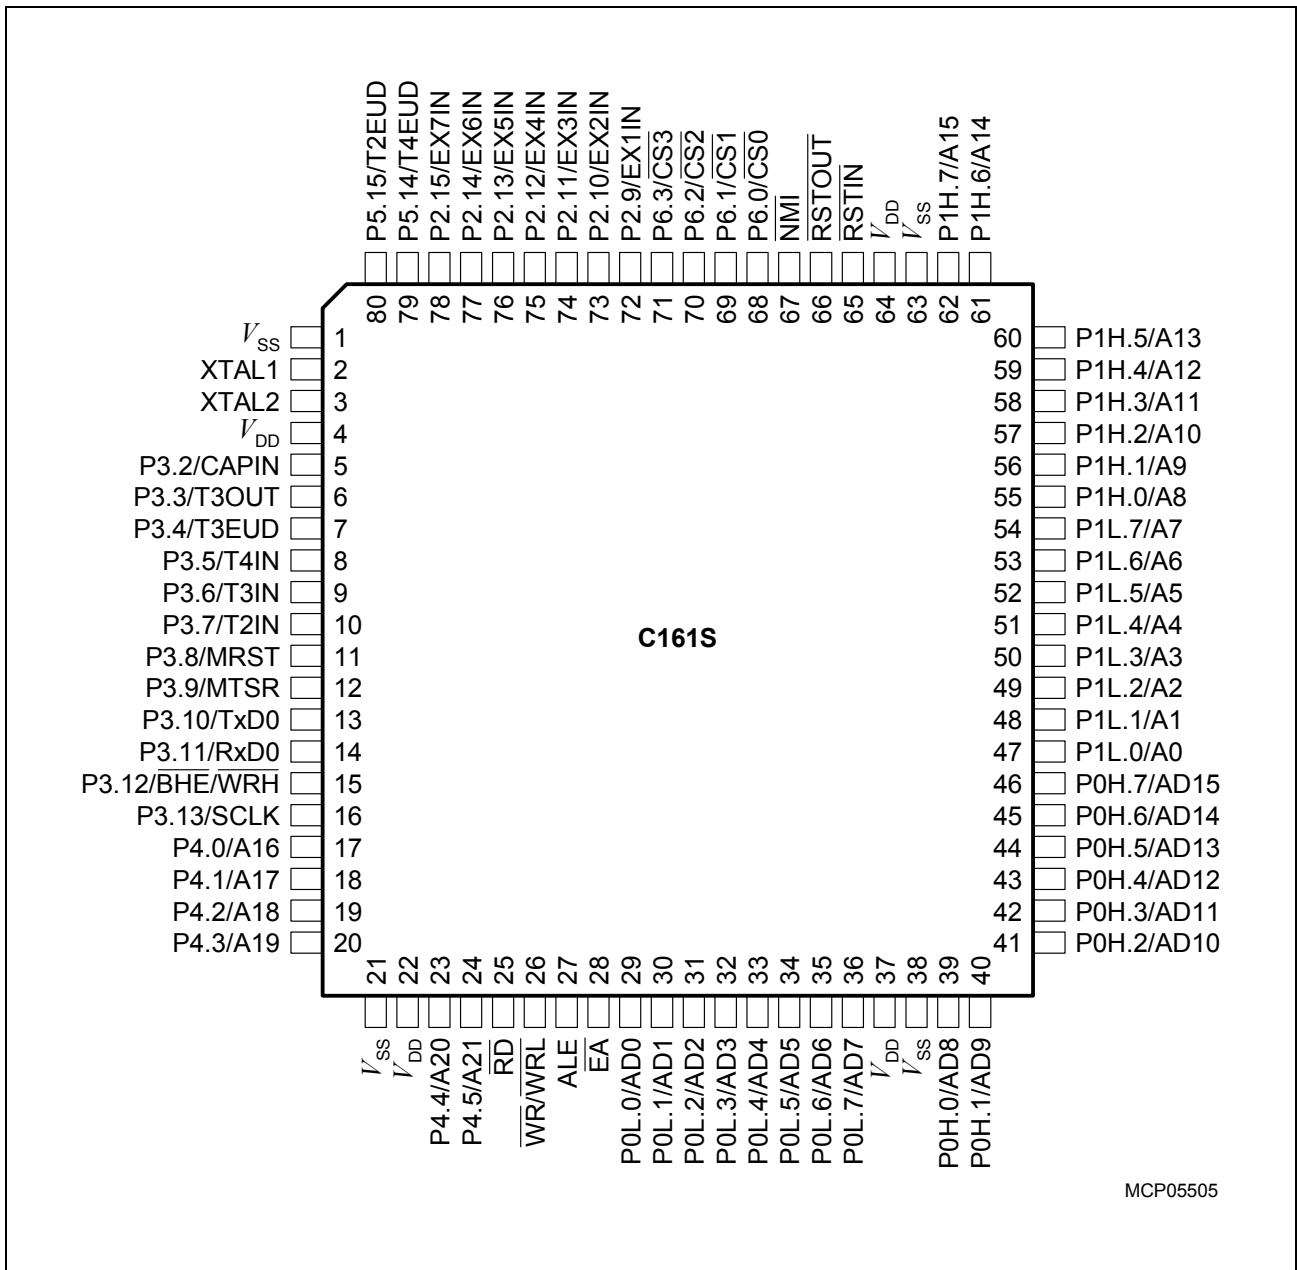 P5.15/T2EUD
P5.14/T4EUD
P2.15/EX7IN
P2.14/EX6IN
P2.13/EX5IN
P2.12/EX4IN
P2.11/EX3IN
P2.10/EX2IN
P2.9/EX1IN
P6.3/C̅S̅3̅
P6.2/C̅S̅2̅
P6.1/C̅S̅1̅
P6.0/C̅S̅0̅
N̅M̅I̅
R̅S̅T̅O̅U̅T̅
R̅S̅T̅I̅N̅
VDD
VSS
P1H.7/A15
P1H.6/A14
80
79
78
77
76
75
74
73
72
71
70
69
68
67
66
65
64
63
62
61
VSS 1
XTAL1 2
XTAL2 3
VDD 4
P3.2/CAPIN 5
P3.3/T3OUT 6
P3.4/T3EUD 7
P3.5/T4IN 8
P3.6/T3IN 9
P3.7/T2IN 10
P3.8/MRST 11
P3.9/MTSR 12
P3.10/TxD0 13
P3.11/RxD0 14
P3.12/B̅H̅E̅/W̅R̅H̅ 15
P3.13/SCLK 16
P4.0/A16 17
P4.1/A17 18
P4.2/A18 19
P4.3/A19 20
C161S
60 P1H.5/A13
59 P1H.4/A12
58 P1H.3/A11
57 P1H.2/A10
56 P1H.1/A9
55 P1H.0/A8
54 P1L.7/A7
53 P1L.6/A6
52 P1L.5/A5
51 P1L.4/A4
50 P1L.3/A3
49 P1L.2/A2
48 P1L.1/A1
47 P1L.0/A0
46 P0H.7/AD15
45 P0H.6/AD14
44 P0H.5/AD13
43 P0H.4/AD12
42 P0H.3/AD11
41 P0H.2/AD10
21
22
23
24
25
26
27
28
29
30
31
32
33
34
35
36
37
38
39
40
VSS
VDD
P4.4/A20
P4.5/A21
R̅D̅
W̅R̅/W̅R̅L̅
ALE
E̅A̅
P0L.0/AD0
P0L.1/AD1
P0L.2/AD2
P0L.3/AD3
P0L.4/AD4
P0L.5/AD5
P0L.6/AD6
P0L.7/AD7
VDD
VSS
P0H.0/AD8
P0H.1/AD9
MCP05505